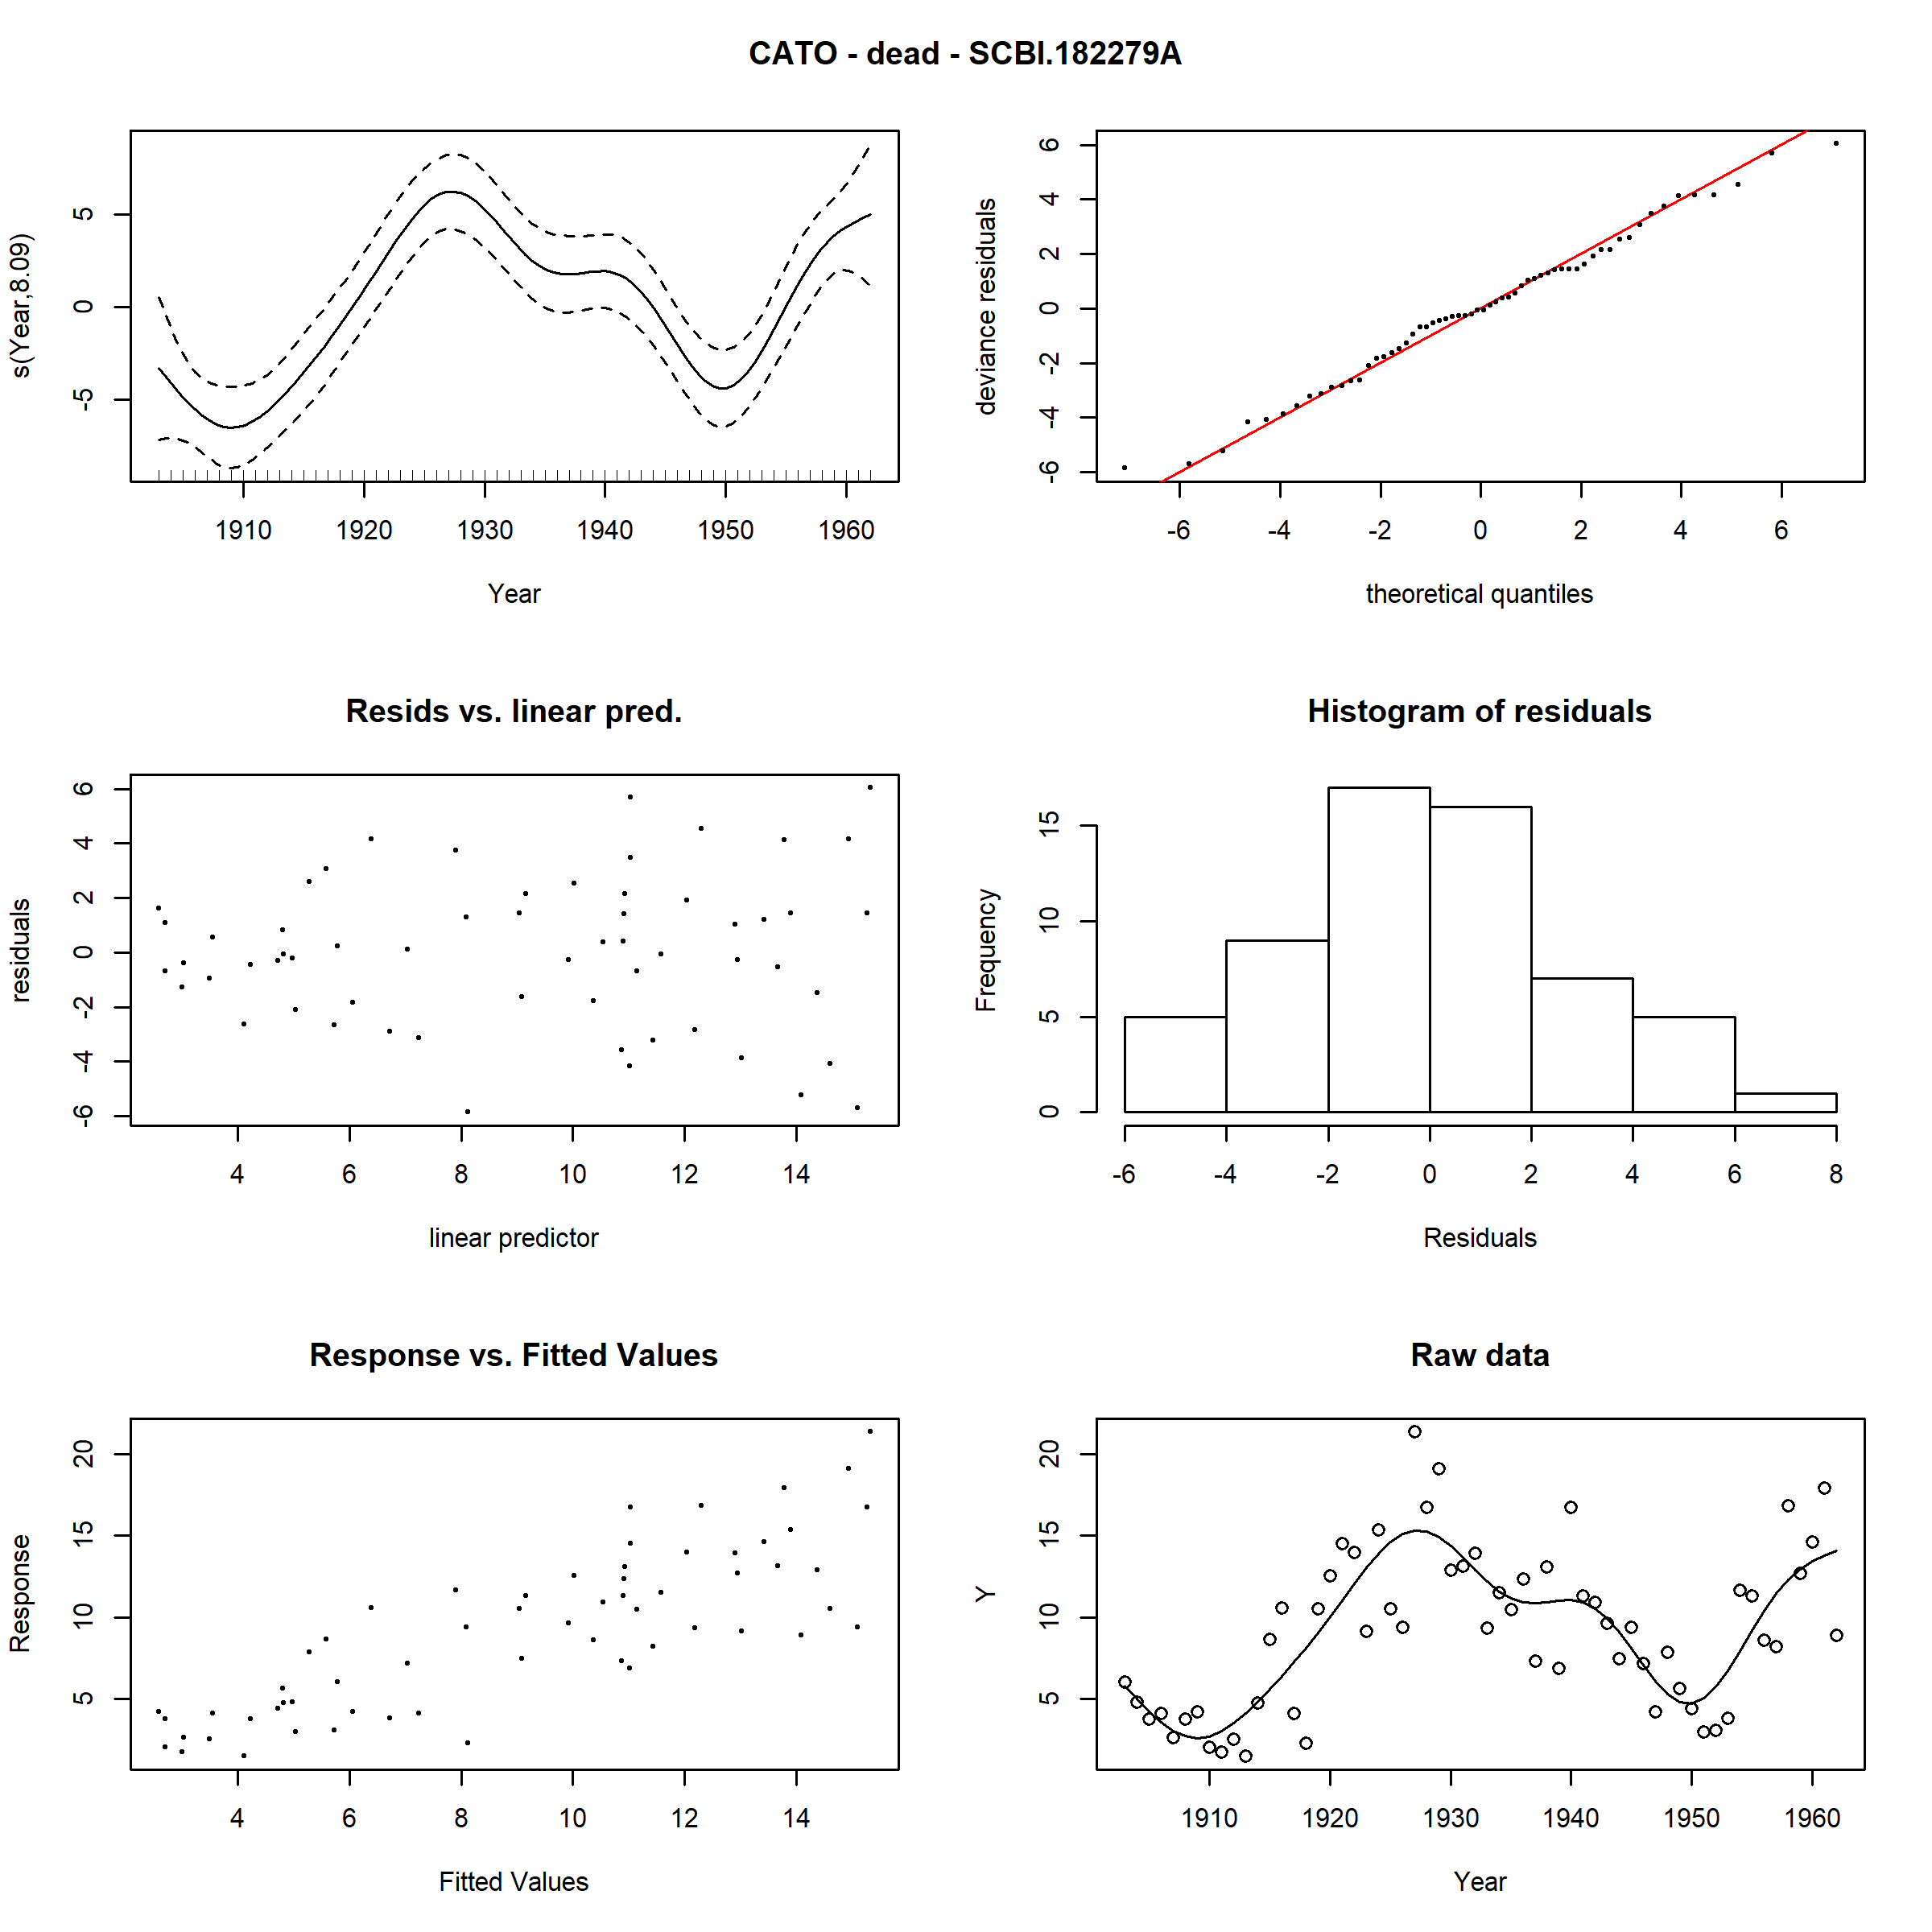 CATO - dead - SCBI.182279A
s(Year,8.09)
5
0
-5
1910 1920 1930 1940 1950 1960
Year
deviance residuals
6
4
2
0
-2
-4
-6
-6 -4 -2 0 2 4 6
theoretical quantiles
Resids vs. linear pred.
residuals
6
4
2
0
-2
-4
-6
4 6 8 10 12 14
linear predictor
Histogram of residuals
Frequency
15
10
5
0
-6 -4 -2 0 2 4 6 8
Residuals
Response vs. Fitted Values
Response
20
15
10
5
4 6 8 10 12 14
Fitted Values
Raw data
Y
20
15
10
5
1910 1920 1930 1940 1950 1960
Year